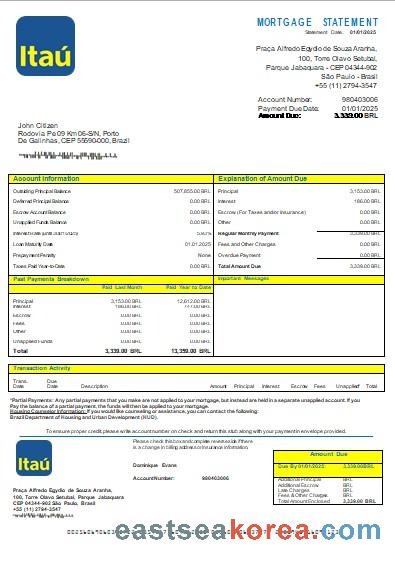 Itaú
MORTGAGE STATEMENT
Statement Date: 01/01/2025
Praça Alfredo Egydio de Souza Aranha,
100, Torre Olavo Setubal,
Parque Jabaquara - CEP 04344-902
São Paulo - Brasil
+55 (11) 2794-3547
Account Number: 980403006
Payment Due Date: 01/01/2025
Amount Due: 3,339.00 BRL
John Citizen
Rodovia Pe 09 Km 06-S/N, Porto
De Galinhas, CEP 55590-000, Brazil
Account Information
Outstanding Principal Balance 507,855.00 BRL
Deferred Principal Balance 0.00 BRL
Escrow Account Balance 0.00 BRL
Unapplied Funds Balance 0.00 BRL
Interest Rate
Loan Maturity Date 01.01.2025
Prepayment Penalty None
Taxes Paid Year-to-Date 0.00 BRL
Explanation of Amount Due
Principal 3,153.00 BRL
Interest 186.00 BRL
Escrow (For Taxes and/or Insurance) 0.00 BRL
Other 0.00 BRL
Regular Monthly Payment 3,339.00 BRL
Fees and Other Charges 0.00 BRL
Overdue Payment 0.00 BRL
Total Amount Due 3,339.00 BRL
Past Payments Breakdown
Paid Last Month Paid Year to Date
Principal 3,153.00 BRL 12,612.00 BRL
Interest 186.00 BRL
Escrow 0.00 BRL 0.00 BRL
Fees 0.00 BRL 0.00 BRL
Other 0.00 BRL 0.00 BRL
Unapplied Funds 0.00 BRL 0.00 BRL
Total 3,339.00 BRL 13,359.00 BRL
Important Messages
Transaction Activity
Trans. Date Due Date Description Amount Principal Interest Escrow Fees Unapplied* Total
*Partial Payments: Any partial payments that you make are not applied to your mortgage, but instead are held in a separate unapplied account. If you
Pay the balance of a partial payment, the funds will then be applied to your mortgage.
Housing Counselor Information: If you would like counseling or assistance, you can contact the following:
Brazil Department of Housing and Urban Development (HUD).
To ensure proper credit, please write account number on check and return this stub along with your payment in envelope provided.
Itaú
Praça Alfredo Egydio de Souza Aranha,
100, Torre Olavo Setubal, Parque Jabaquara
CEP 04344-902 São Paulo - Brasil
+55 (11) 2794-3547
Please check this box and complete reverse side if there
is a change in billing address or insurance information.
Dominique Evans
Account Number: 980403006
Amount Due
Due By 01/01/2025: 3,339.00 BRL
Additional Principal BRL
Additional Escrow BRL
Late Charges BRL
Fees & Other Charges BRL
Total Amount Enclosed 3,339.00 BRL
eastseakorea.com